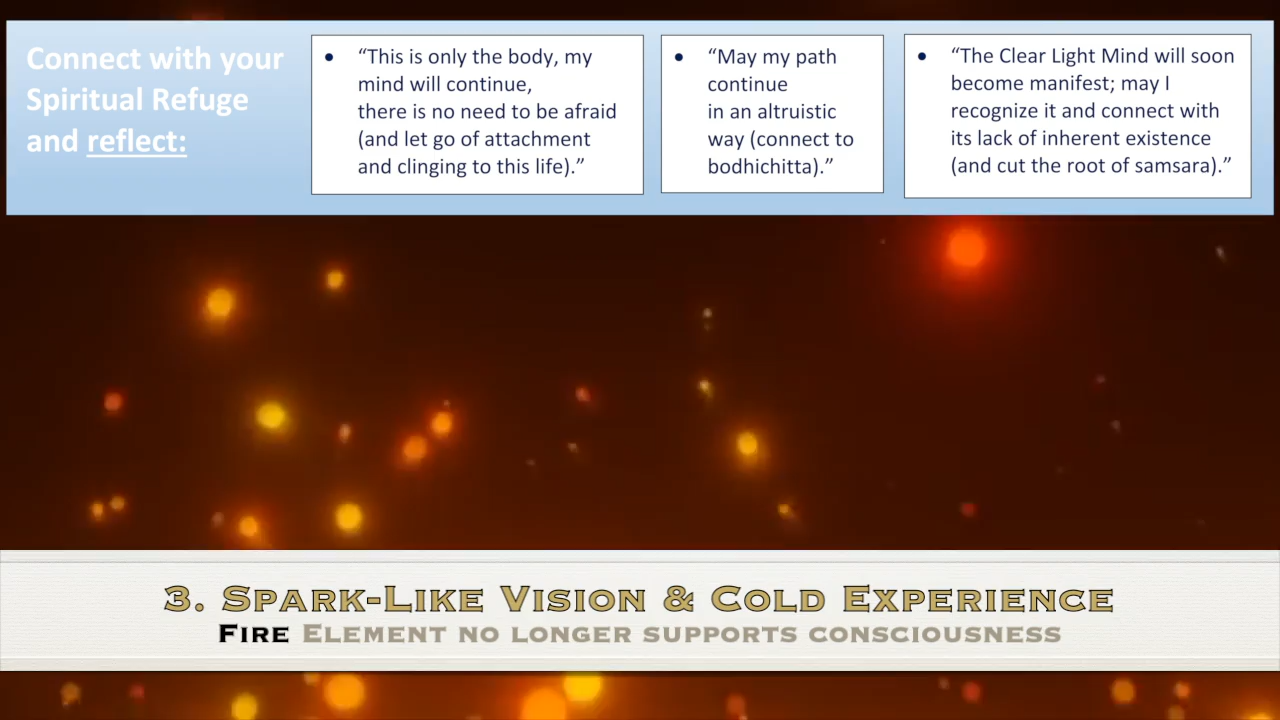 Connect with your
Spiritual Refuge
and reflect:
• “This is only the body, my
mind will continue,
there is no need to be afraid
(and let go of attachment
and clinging to this life).”
• “May my path
continue
in an altruistic
way (connect to
bodhichitta).”
• “The Clear Light Mind will soon
become manifest; may I
recognize it and connect with
its lack of inherent existence
(and cut the root of samsara).”
3. Spark-Like Vision & Cold Experience
Fire Element no longer supports consciousness